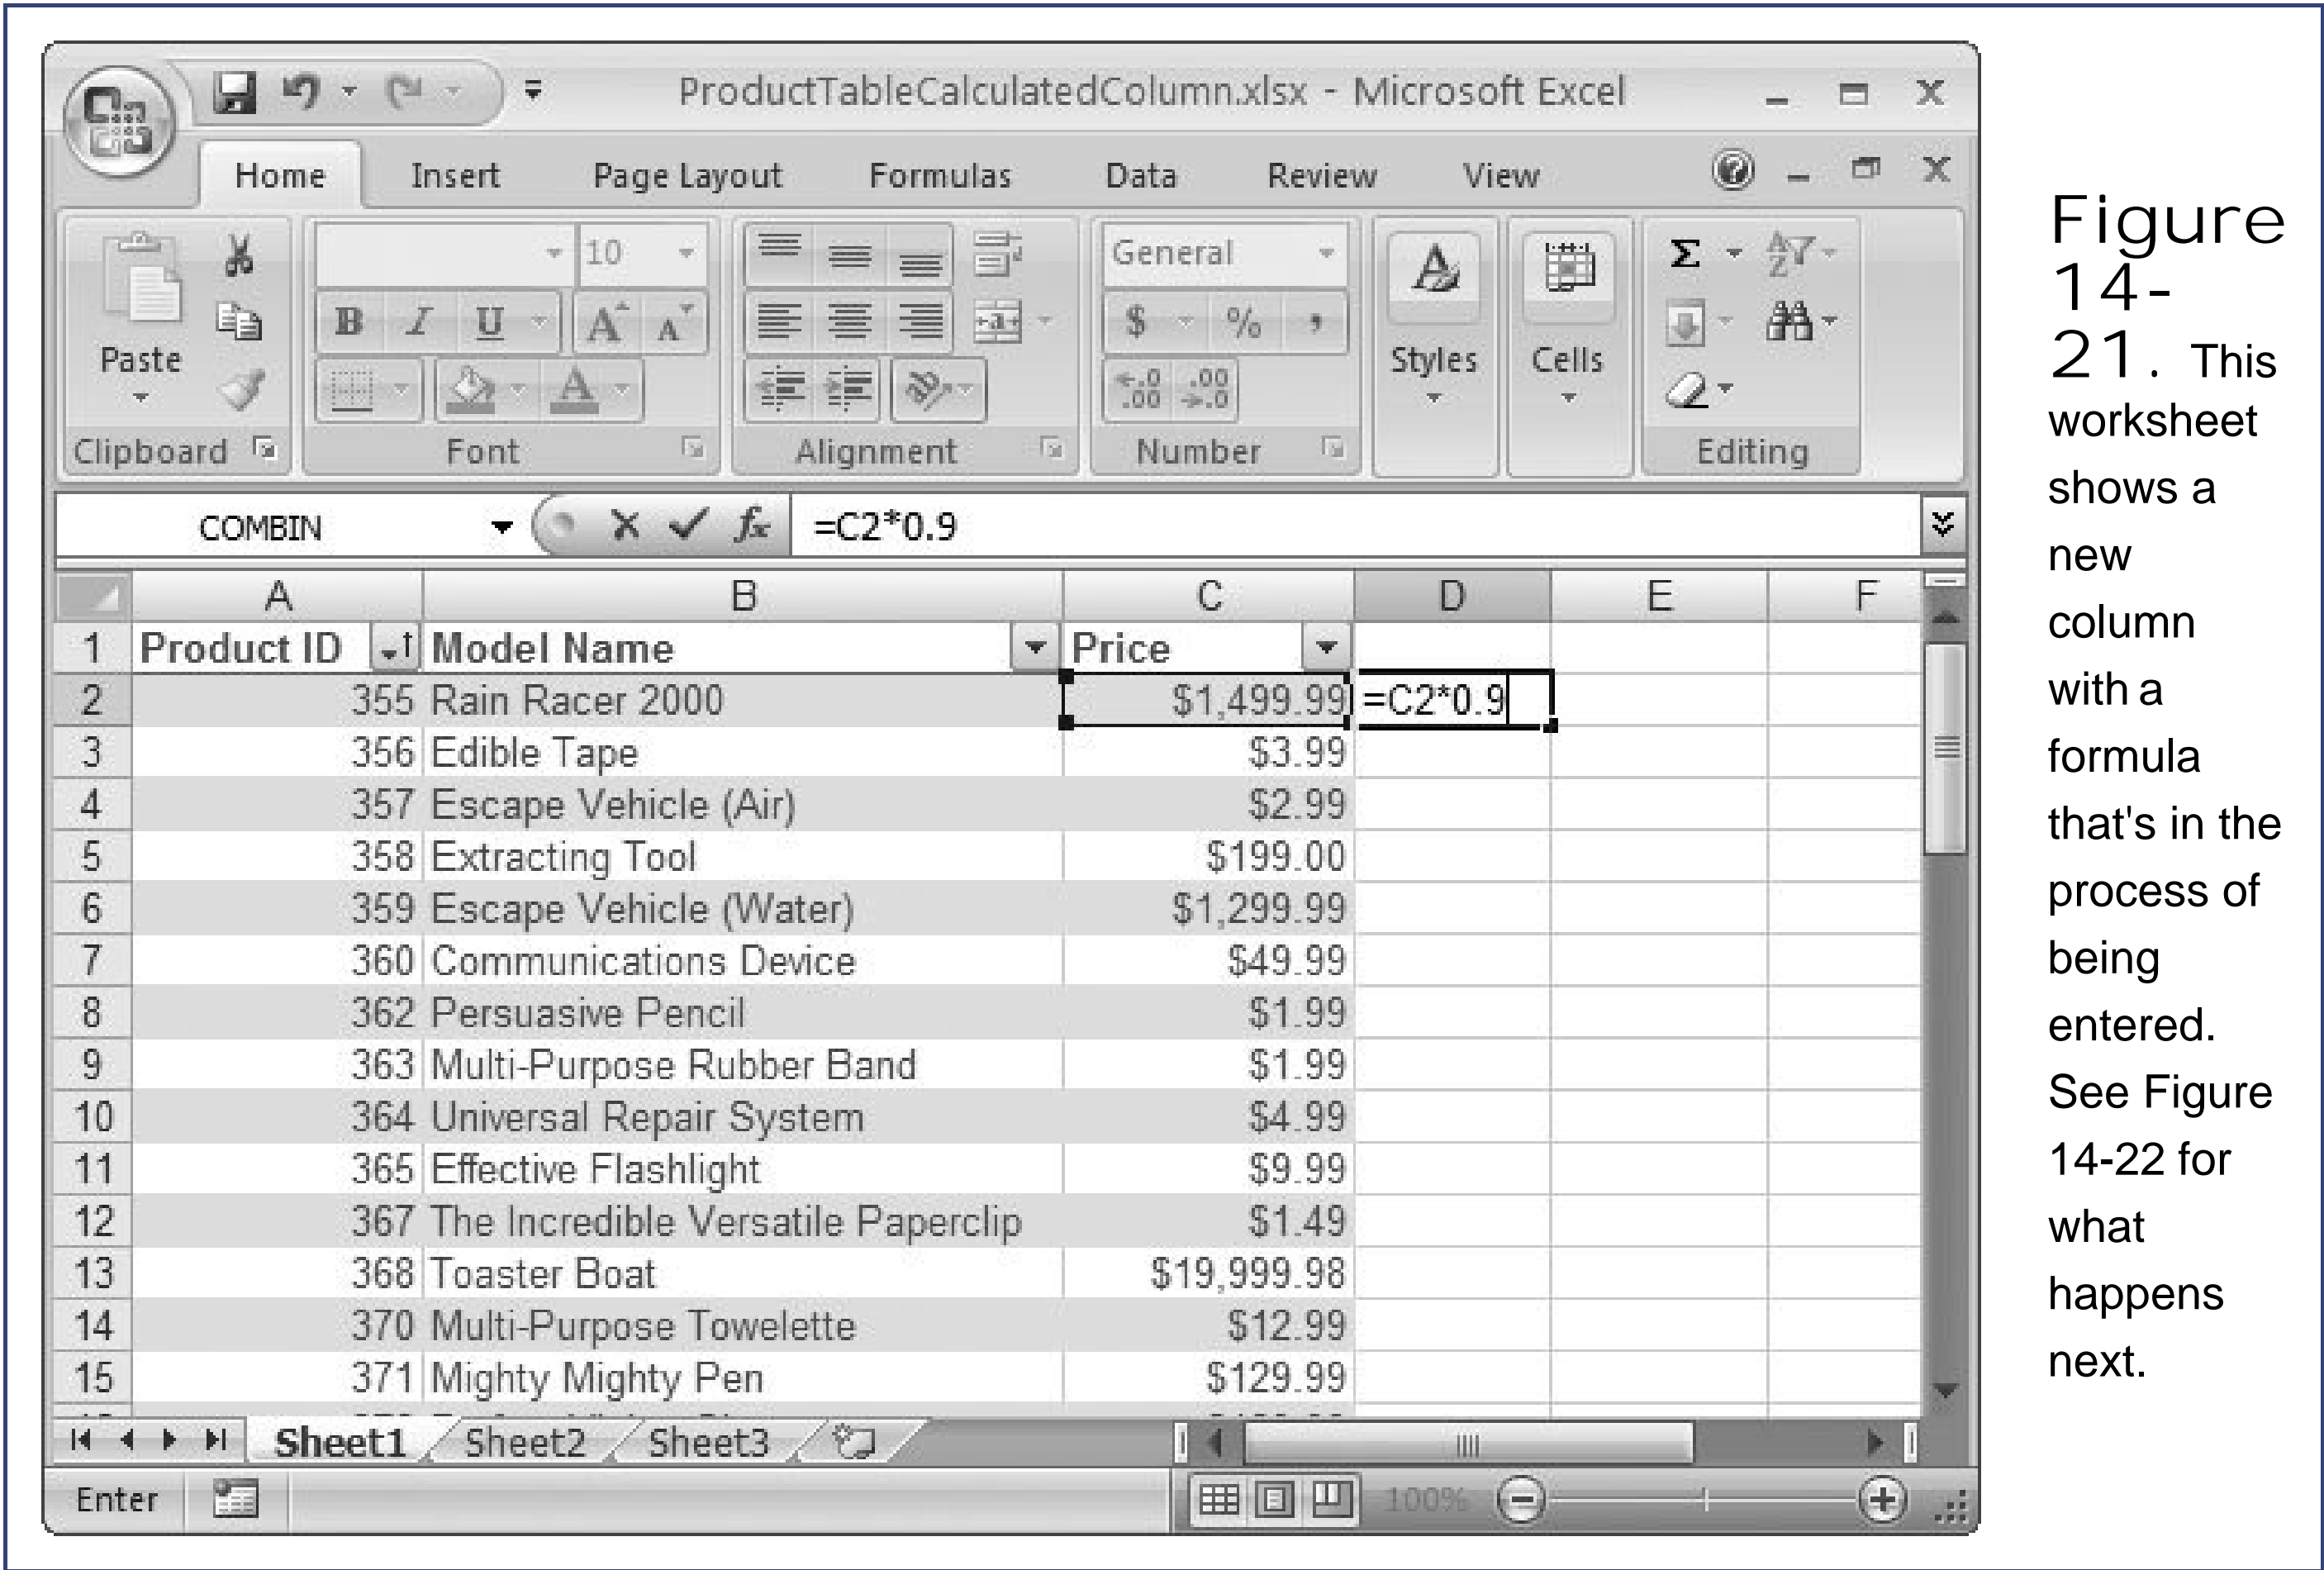 ProductTableCalculatedColumn.xlsx - Microsoft Excel
Home Insert Page Layout Formulas Data Review View
Paste
Clipboard
10
B I U A A
A
Font
Alignment
General
$ % ,
.0 .00
.00 .0
Number
Styles
Cells
Σ A Z
Editing
COMBIN fx =C2*0.9
A B C D E F
1 Product ID Model Name Price
2 355 Rain Racer 2000 $1,499.99 =C2*0.9
3 356 Edible Tape $3.99
4 357 Escape Vehicle (Air) $2.99
5 358 Extracting Tool $199.00
6 359 Escape Vehicle (Water) $1,299.99
7 360 Communications Device $49.99
8 362 Persuasive Pencil $1.99
9 363 Multi-Purpose Rubber Band $1.99
10 364 Universal Repair System $4.99
11 365 Effective Flashlight $9.99
12 367 The Incredible Versatile Paperclip $1.49
13 368 Toaster Boat $19,999.98
14 370 Multi-Purpose Towelette $12.99
15 371 Mighty Mighty Pen $129.99
Sheet1 Sheet2 Sheet3
Enter 100%
Figure
14-
21. This
worksheet
shows a
new
column
with a
formula
that's in the
process of
being
entered.
See Figure
14-22 for
what
happens
next.